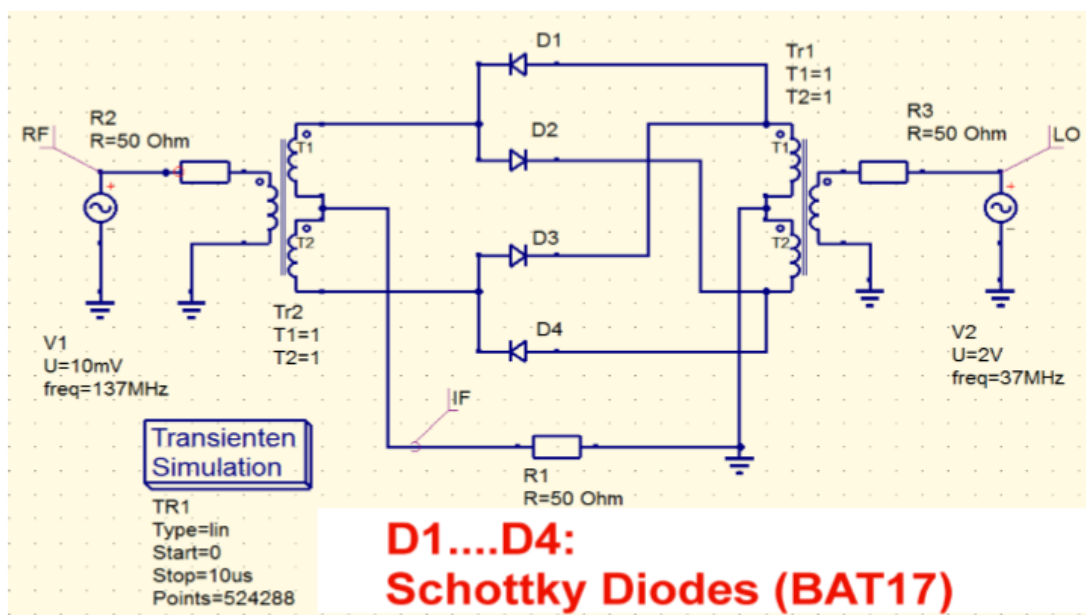 D1
Tr1
T1=1
T2=1
R2
R=50 Ohm
RF
D2
R3
R=50 Ohm
LO
T1
T1
D3
T2
T2
Tr2
T1=1
T2=1
D4
V1
U=10mV
freq=137MHz
V2
U=2V
freq=37MHz
IF
Transienten
Simulation
R1
R=50 Ohm
TR1
Type=lin
Start=0
Stop=10us
Points=524288
D1....D4:
Schottky Diodes (BAT17)